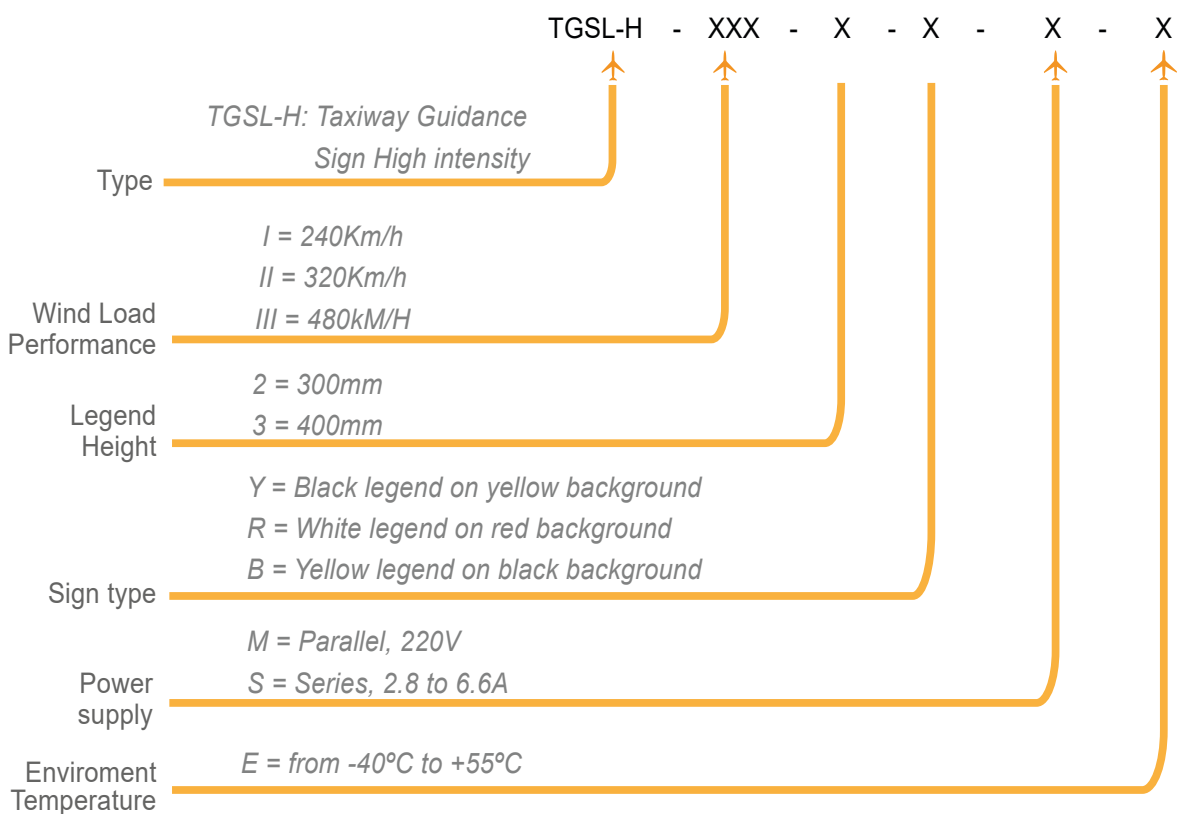 TGSL-H - XXX - X - X - X - X
TGSL-H: Taxiway Guidance
Sign High intensity
Type
I = 240Km/h
II = 320Km/h
III = 480kM/H
Wind Load
Performance
2 = 300mm
3 = 400mm
Legend
Height
Y = Black legend on yellow background
R = White legend on red background
B = Yellow legend on black background
Sign type
M = Parallel, 220V
S = Series, 2.8 to 6.6A
Power
supply
E = from -40ºC to +55ºC
Enviroment
Temperature